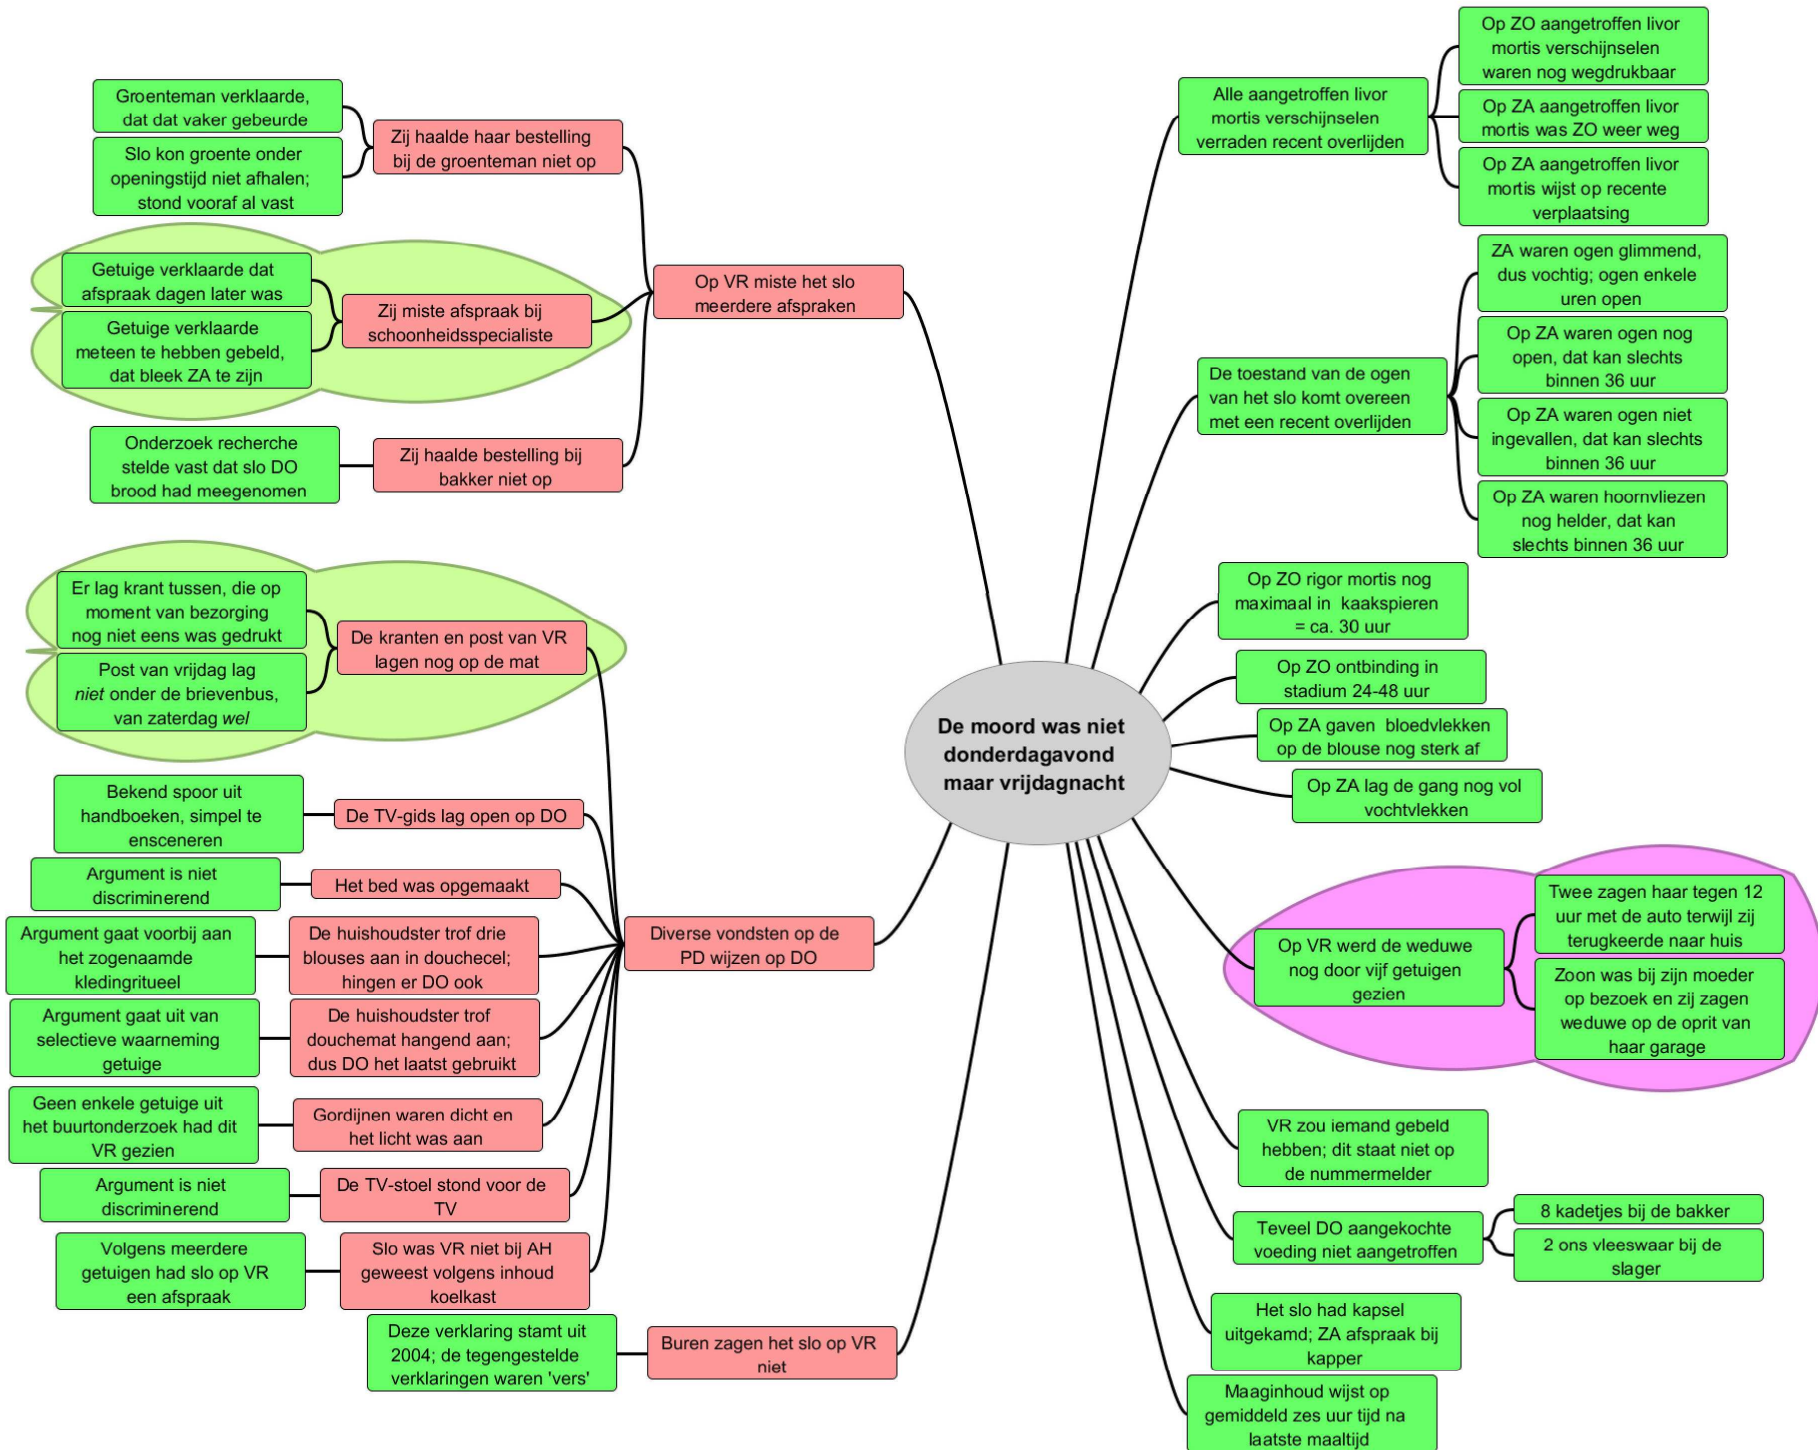 De moord was niet
donderdagavond
maar vrijdagnacht
Op VR miste het slo
meerdere afspraken
Zij haalde haar bestelling
bij de groenteman niet op
Groenteman verklaarde,
dat dat vaker gebeurde
Slo kon groente onder
openingstijd niet afhalen;
stond vooraf al vast
Zij miste afspraak bij
schoonheidsspecialiste
Getuige verklaarde dat
afspraak dagen later was
Getuige verklaarde
meteen te hebben gebeld,
dat bleek ZA te zijn
Zij haalde bestelling bij
bakker niet op
Onderzoek recherche
stelde vast dat slo DO
brood had meegenomen
Diverse vondsten op de
PD wijzen op DO
De kranten en post van VR
lagen nog op de mat
Er lag krant tussen, die op
moment van bezorging
nog niet eens was gedrukt
Post van vrijdag lag
niet onder de brievenbus,
van zaterdag wel
De TV-gids lag open op DO
Bekend spoor uit
handboeken, simpel te
ensceneren
Het bed was opgemaakt
Argument is niet
discriminerend
De huishoudster trof drie
blouses aan in douchecel;
hingen er DO ook
Argument gaat voorbij aan
het zogenaamde
kledingritueel
De huishoudster trof
douchemat hangend aan;
dus DO het laatst gebruikt
Argument gaat uit van
selectieve waarneming
getuige
Gordijnen waren dicht en
het licht was aan
Geen enkele getuige uit
het buurtonderzoek had dit
VR gezien
De TV-stoel stond voor de
TV
Argument is niet
discriminerend
Slo was VR niet bij AH
geweest volgens inhoud
koelkast
Volgens meerdere
getuigen had slo op VR
een afspraak
Buren zagen het slo op VR
niet
Deze verklaring stamt uit
2004; de tegengestelde
verklaringen waren 'vers'
Alle aangetroffen livor
mortis verschijnselen
verraden recent overlijden
Op ZO aangetroffen livor
mortis verschijnselen
waren nog wegdrukbaar
Op ZA aangetroffen livor
mortis was ZO weer weg
Op ZA aangetroffen livor
mortis wijst op recente
verplaatsing
De toestand van de ogen
van het slo komt overeen
met een recent overlijden
ZA waren ogen glimmend,
dus vochtig; ogen enkele
uren open
Op ZA waren ogen nog
open, dat kan slechts
binnen 36 uur
Op ZA waren ogen niet
ingevallen, dat kan slechts
binnen 36 uur
Op ZA waren hoornvliezen
nog helder, dat kan
slechts binnen 36 uur
Op ZO rigor mortis nog
maximaal in kaakspieren
= ca. 30 uur
Op ZO ontbinding in
stadium 24-48 uur
Op ZA gaven bloedvlekken
op de blouse nog sterk af
Op ZA lag de gang nog vol
vochtvlekken
Op VR werd de weduwe
nog door vijf getuigen
gezien
Twee zagen haar tegen 12
uur met de auto terwijl zij
terugkeerde naar huis
Zoon was bij zijn moeder
op bezoek en zij zagen
weduwe op de oprit van
haar garage
VR zou iemand gebeld
hebben; dit staat niet op
de nummermelder
Teveel DO aangekochte
voeding niet aangetroffen
8 kadetjes bij de bakker
2 ons vleeswaar bij de
slager
Het slo had kapsel
uitgekamd; ZA afspraak bij
kapper
Maaginhoud wijst op
gemiddeld zes uur tijd na
laatste maaltijd